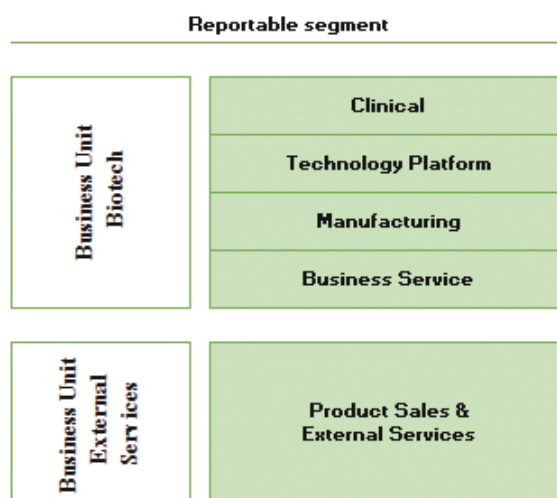 Reportable segment
Business Unit
Biotech
Clinical
Technology Platform
Manufacturing
Business Service
Business Unit
External
Services
Product Sales &
External Services